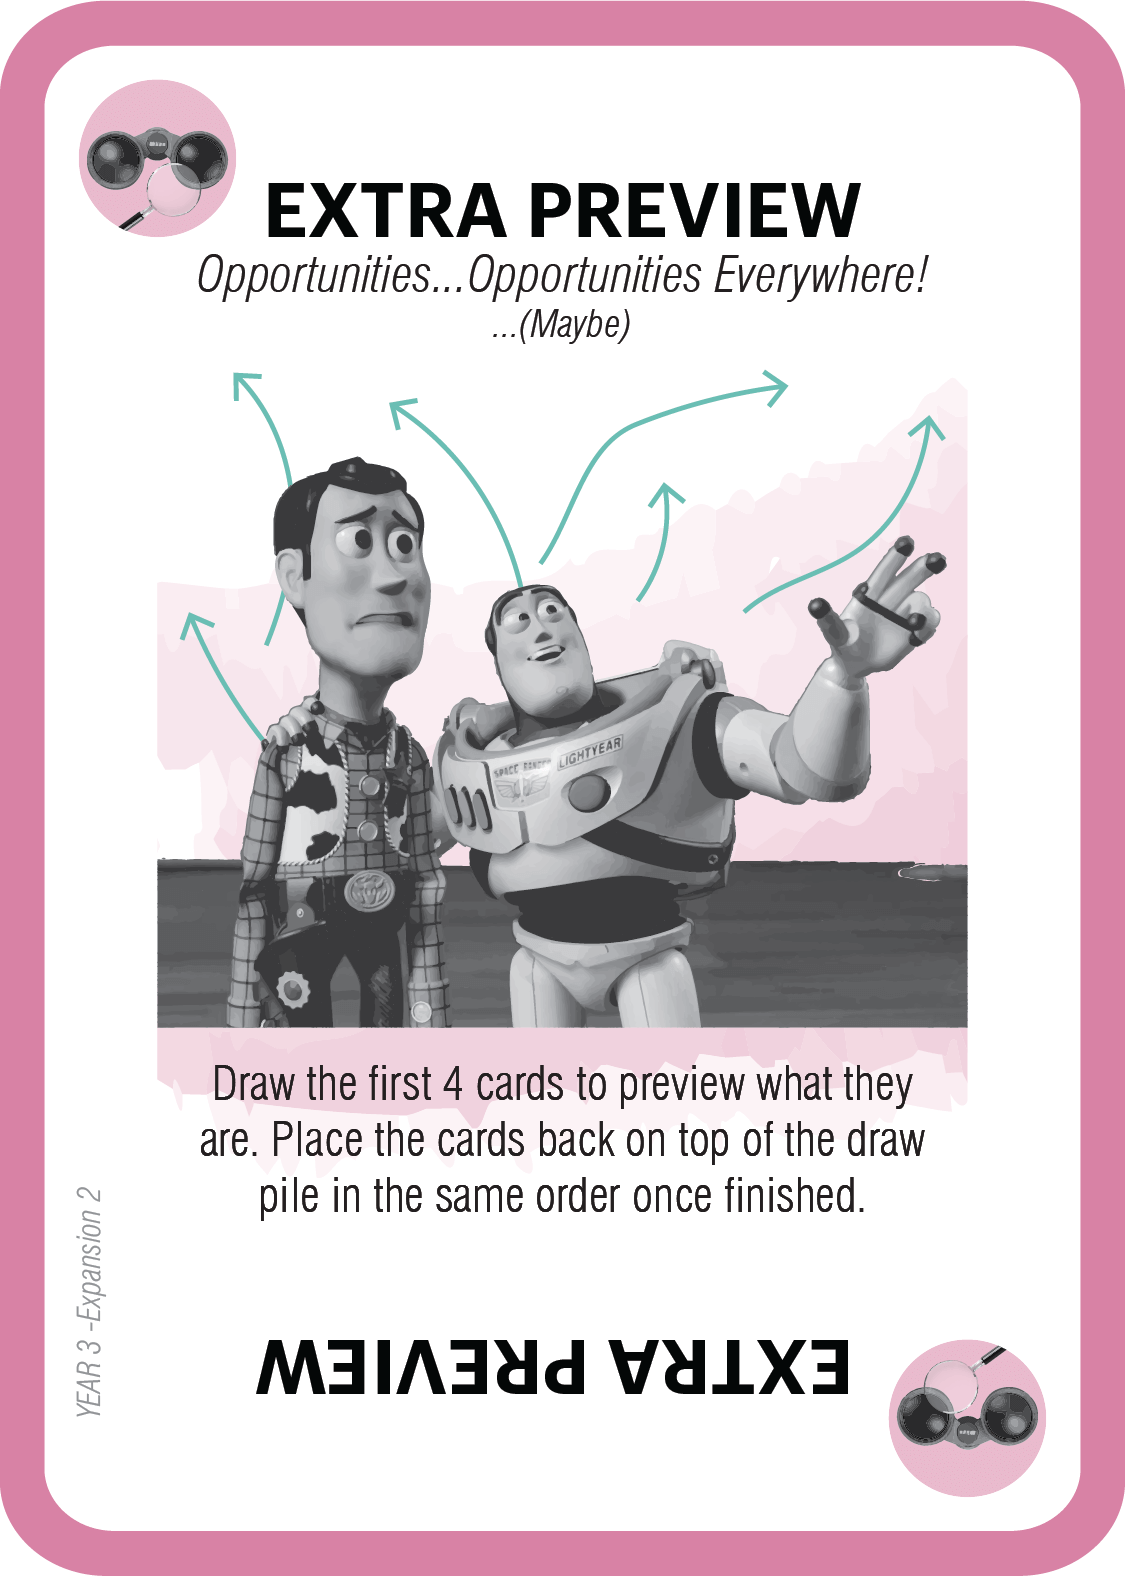 EXTRA PREVIEW
Opportunities...Opportunities Everywhere!
...(Maybe)
SPACE RANGER
LIGHTYEAR
Draw the first 4 cards to preview what they
are. Place the cards back on top of the draw
pile in the same order once finished.
YEAR 3 -Expansion 2
EXTRA PREVIEW